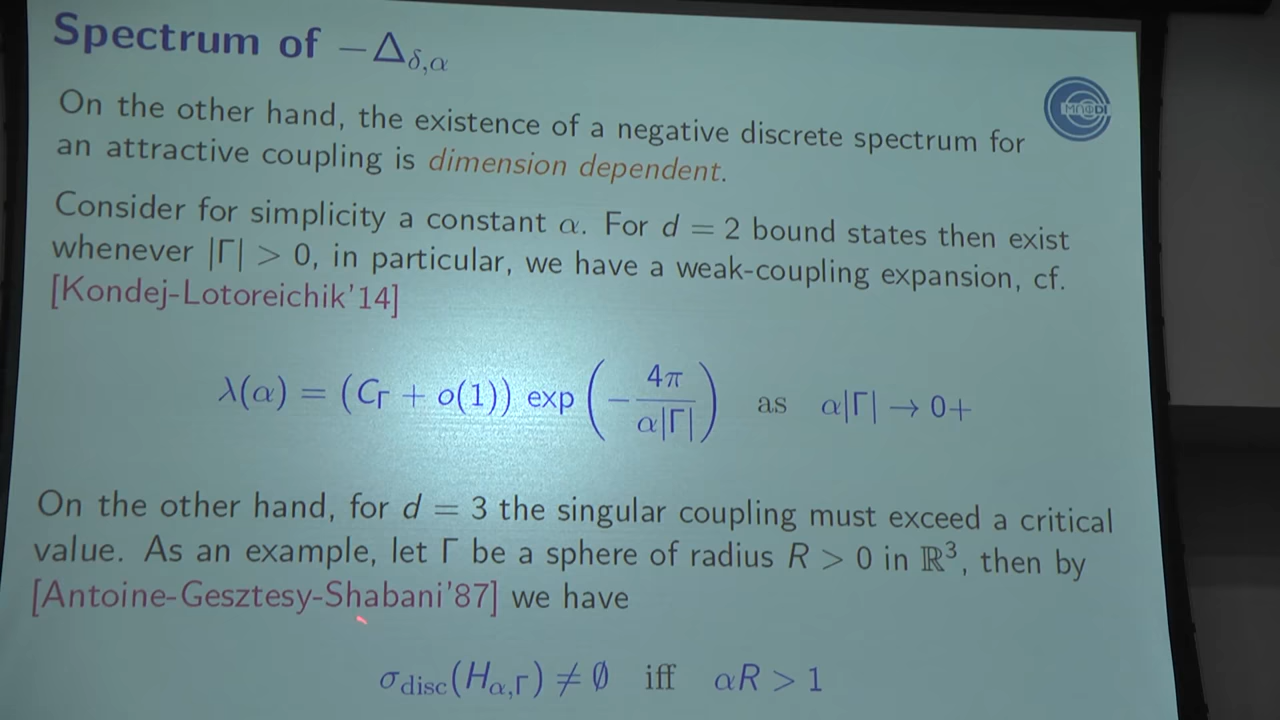 Spectrum of −Δ_{δ,α}
On the other hand, the existence of a negative discrete spectrum for
an attractive coupling is dimension dependent.
Consider for simplicity a constant α. For d = 2 bound states then exist
whenever |Γ| > 0, in particular, we have a weak-coupling expansion, cf.
[Kondej-Lotoreichik'14]
λ(α) = (C_Γ + o(1)) exp(−4π/(α|Γ|)) as α|Γ| → 0+
On the other hand, for d = 3 the singular coupling must exceed a critical
value. As an example, let Γ be a sphere of radius R > 0 in ℝ³, then by
[Antoine-Gesztesy-Shabani'87] we have
σ_disc(H_{α,Γ}) ≠ ∅ iff αR > 1